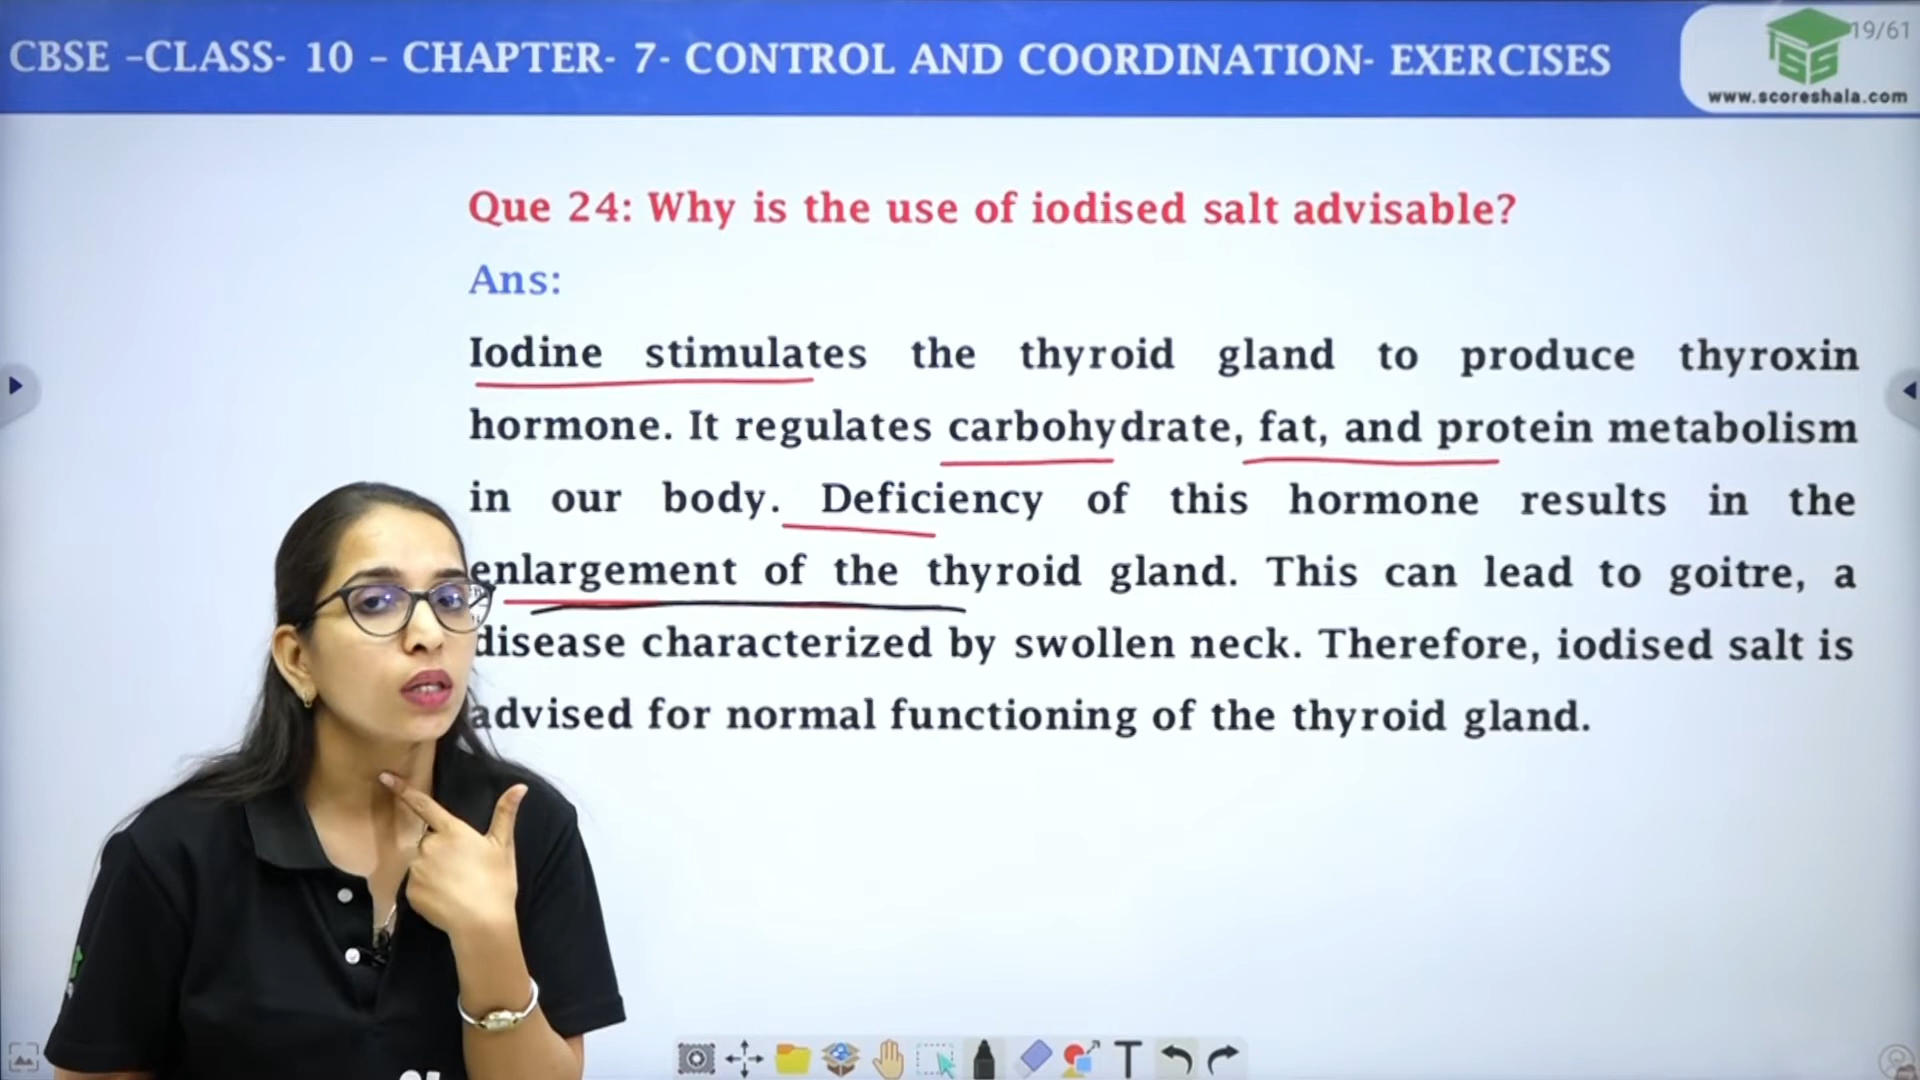 CBSE –CLASS- 10 – CHAPTER- 7- CONTROL AND COORDINATION- EXERCISES
19/61
www.scoreshala.com
Que 24: Why is the use of iodised salt advisable?
Ans:
Iodine stimulates the thyroid gland to produce thyroxin
hormone. It regulates carbohydrate, fat, and protein metabolism
in our body. Deficiency of this hormone results in the
enlargement of the thyroid gland. This can lead to goitre, a
disease characterized by swollen neck. Therefore, iodised salt is
advised for normal functioning of the thyroid gland.
T